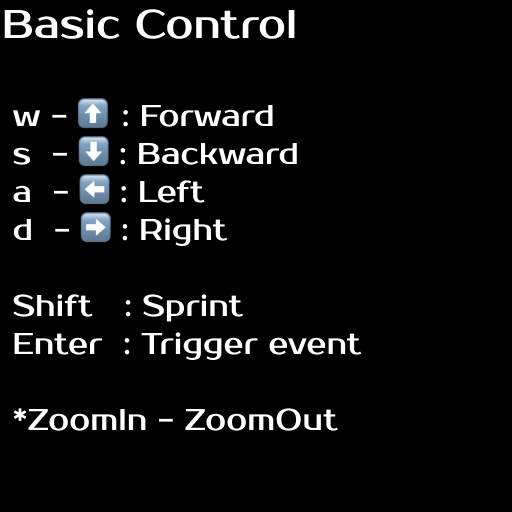 Basic Control
w - ⬆️ : Forward
s - ⬇️ : Backward
a - ⬅️ : Left
d - ➡️ : Right
Shift : Sprint
Enter : Trigger event
*ZoomIn - ZoomOut